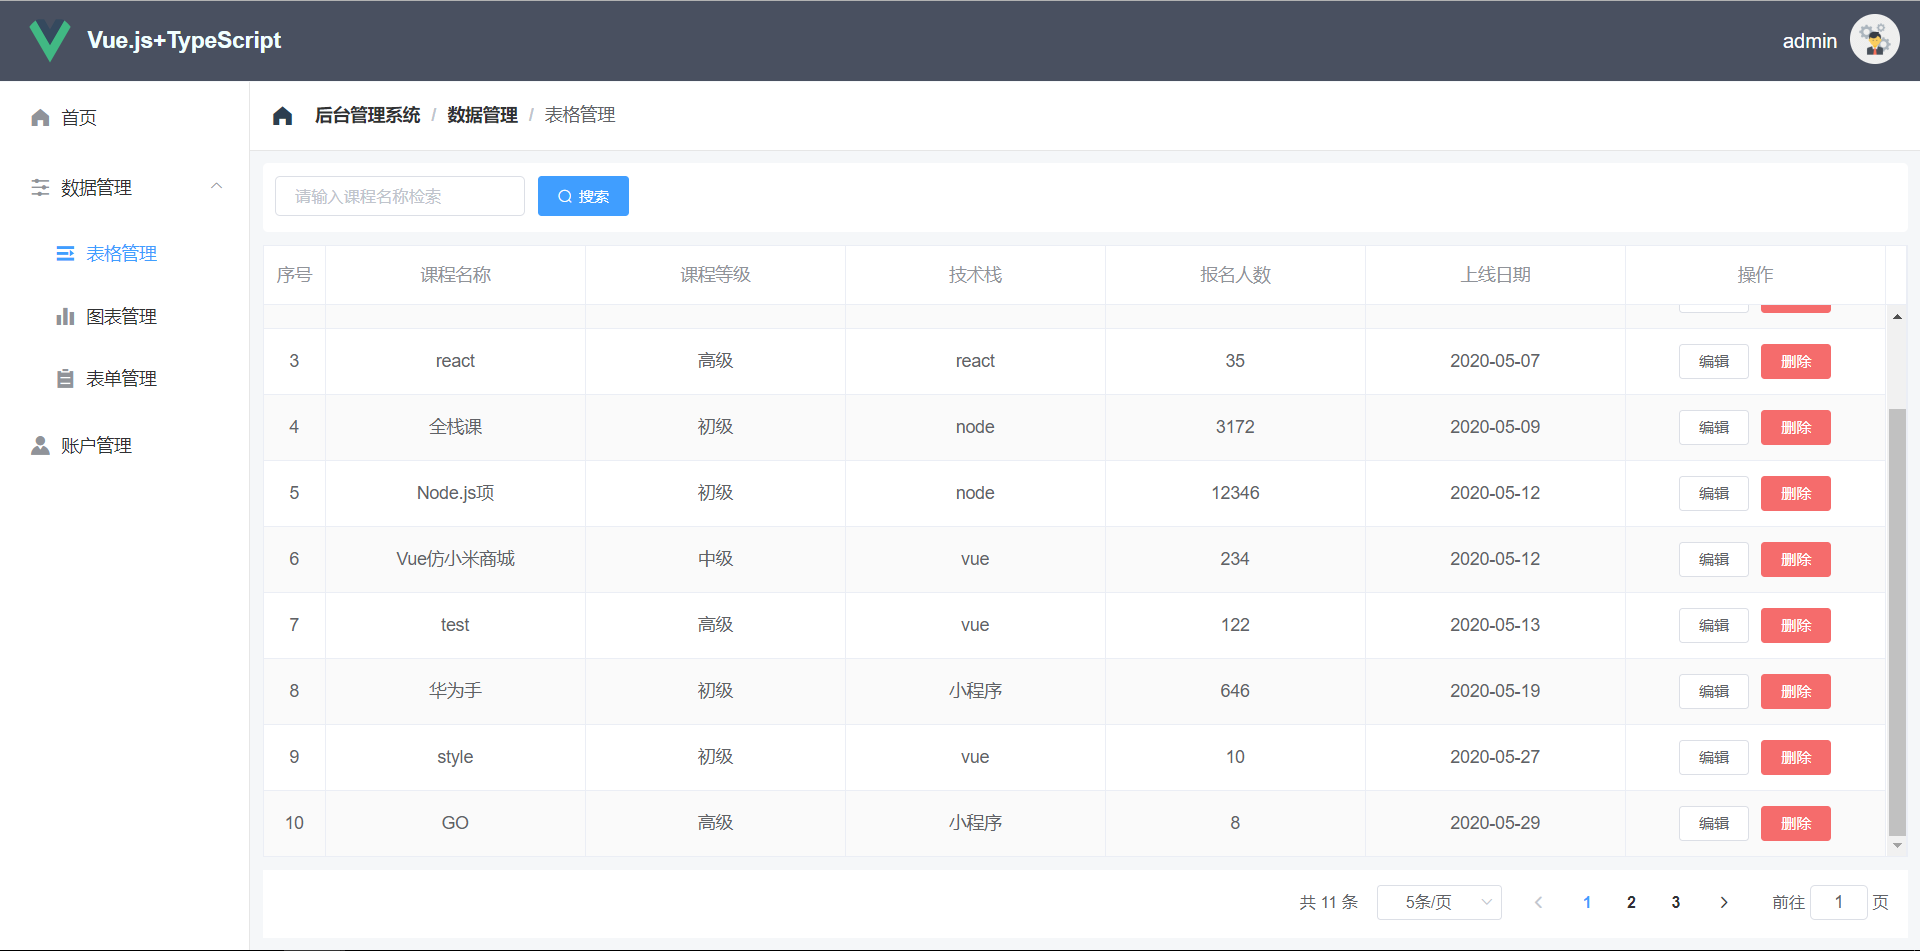 Vue.js+TypeScript
admin
首页
数据管理
表格管理
图表管理
表单管理
账户管理
后台管理系统 / 数据管理 / 表格管理
请输入课程名称检索 搜索
序号 课程名称 课程等级 技术栈 报名人数 上线日期 操作
3 react 高级 react 35 2020-05-07 编辑 删除
4 全栈课 初级 node 3172 2020-05-09 编辑 删除
5 Node.js项 初级 node 12346 2020-05-12 编辑 删除
6 Vue仿小米商城 中级 vue 234 2020-05-12 编辑 删除
7 test 高级 vue 122 2020-05-13 编辑 删除
8 华为手 初级 小程序 646 2020-05-19 编辑 删除
9 style 初级 vue 10 2020-05-27 编辑 删除
10 GO 高级 小程序 8 2020-05-29 编辑 删除
共 11 条 5条/页 1 2 3 前往 1 页